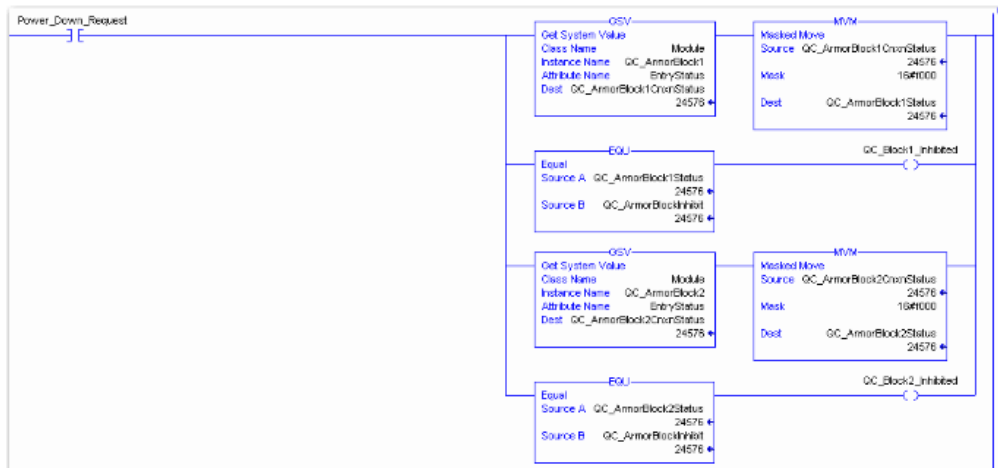 Power_Down_Request
GSV
Get System Value
Class Name Module
Instance Name QC_ArmorBlock1
Attribute Name EntryStatus
Dest QC_ArmorBlock1CnxnStatus
24576
MVM
Masked Move
Source QC_ArmorBlock1CnxnStatus
24576
Mask 16#f000
Dest QC_ArmorBlock1Status
24576
EQU
Equal
Source A QC_ArmorBlock1Status
24576
Source B QC_ArmorBlockInhibit
24576
QC_Block1_Inhibited
GSV
Get System Value
Class Name Module
Instance Name QC_ArmorBlock2
Attribute Name EntryStatus
Dest QC_ArmorBlock2CnxnStatus
24576
MVM
Masked Move
Source QC_ArmorBlock2CnxnStatus
24576
Mask 16#f000
Dest QC_ArmorBlock2Status
24576
EQU
Equal
Source A QC_ArmorBlock2Status
24576
Source B QC_ArmorBlockInhibit
24576
QC_Block2_Inhibited